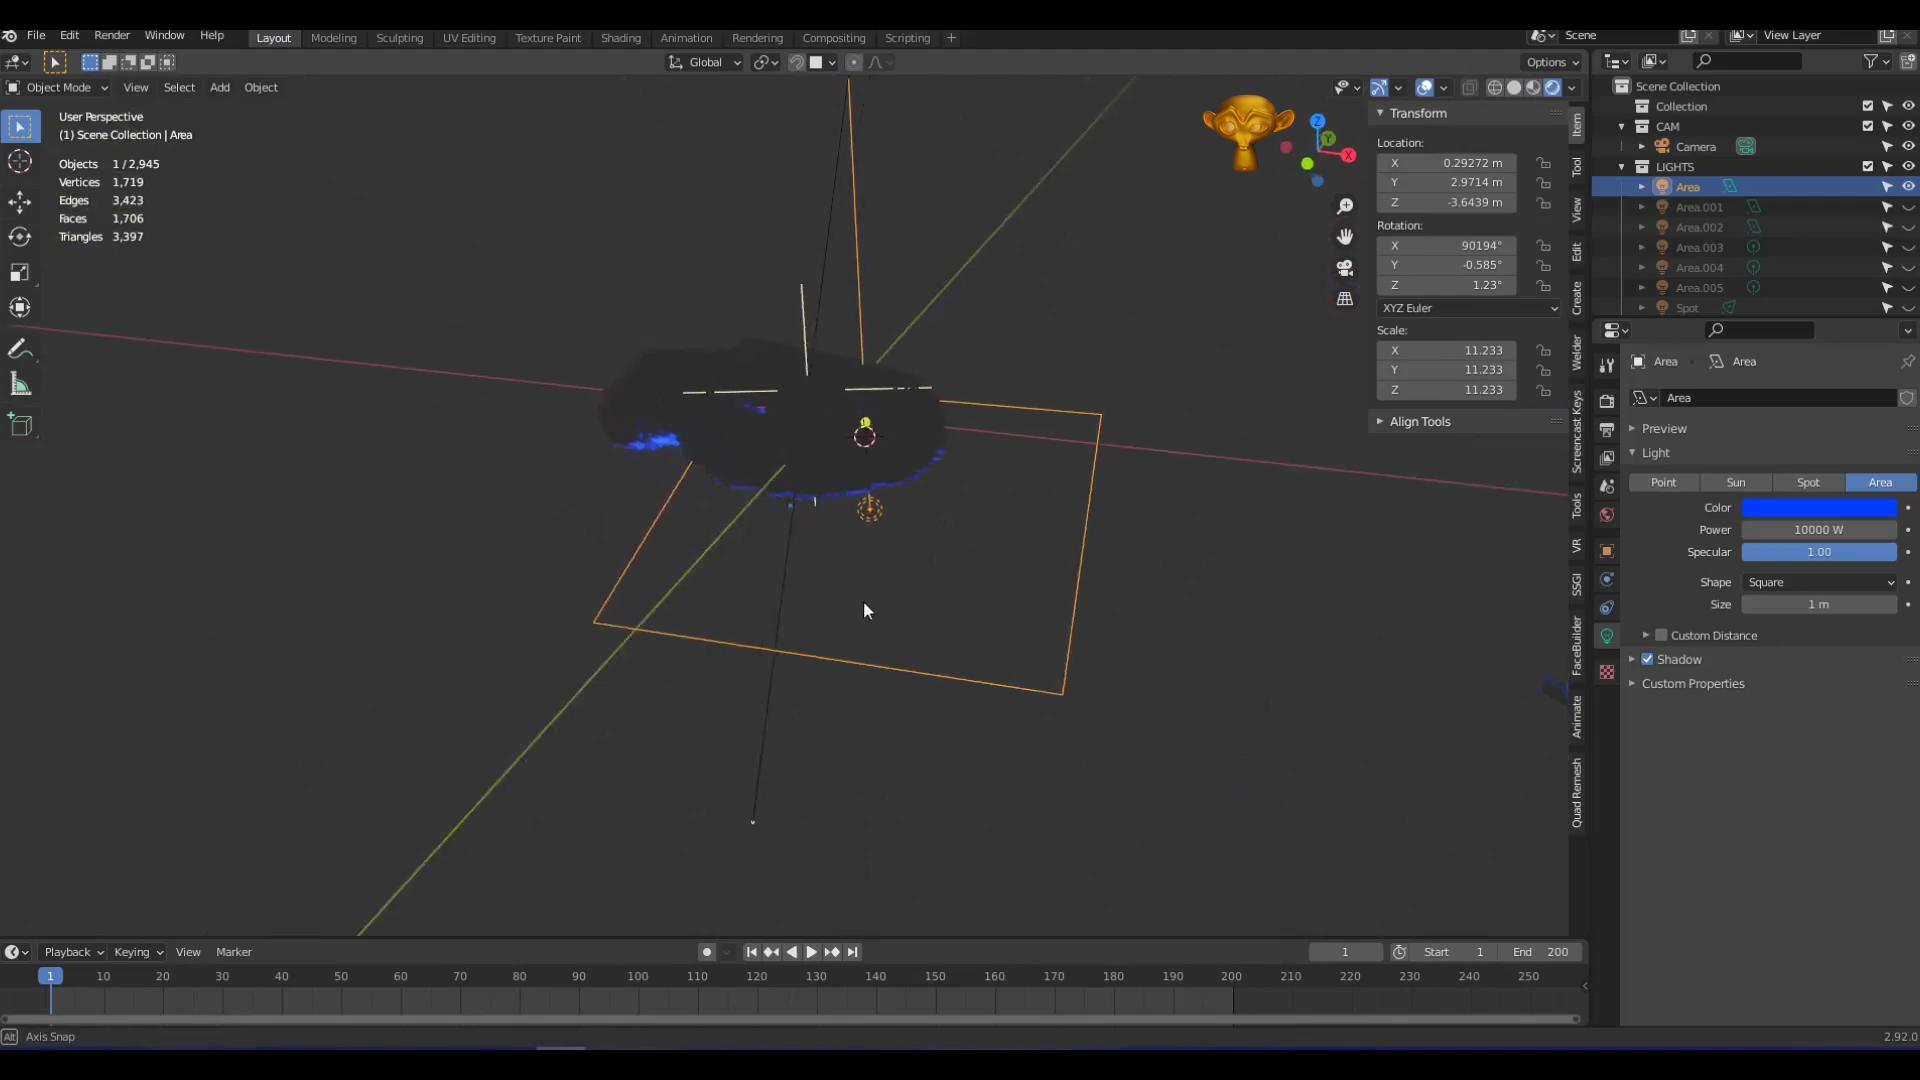 File Edit Render Window Help Layout Modeling Sculpting UV Editing Texture Paint Shading Animation Rendering Compositing Scripting + Scene View Layer
Global Options
Object Mode View Select Add Object
User Perspective
(1) Scene Collection | Area
Objects 1 / 2,945
Vertices 1,719
Edges 3,423
Faces 1,706
Triangles 3,397
Z
Y
X
Transform
Location:
X 0.29272 m
Y 2.9714 m
Z -3.6439 m
Rotation:
X 90194°
Y -0.585°
Z 1.23°
XYZ Euler
Scale:
X 11.233
Y 11.233
Z 11.233
Align Tools
Item
Tool
View
Edit
Create
Welder
Screencast Keys
Tools
VR
SSGI
FaceBuilder
Animate
Quad Remesh
Scene Collection
Collection
CAM
Camera
LIGHTS
Area
Area.001
Area.002
Area.003
Area.004
Area.005
Spot
Area Area
Area
Preview
Light
Point Sun Spot Area
Color
Power 10000 W
Specular 1.00
Shape Square
Size 1 m
Custom Distance
Shadow
Custom Properties
Playback Keying View Marker 1 Start 1 End 200
1 10 20 30 40 50 60 70 80 90 100 110 120 130 140 150 160 170 180 190 200 210 220 230 240 250
Alt Axis Snap 2.92.0